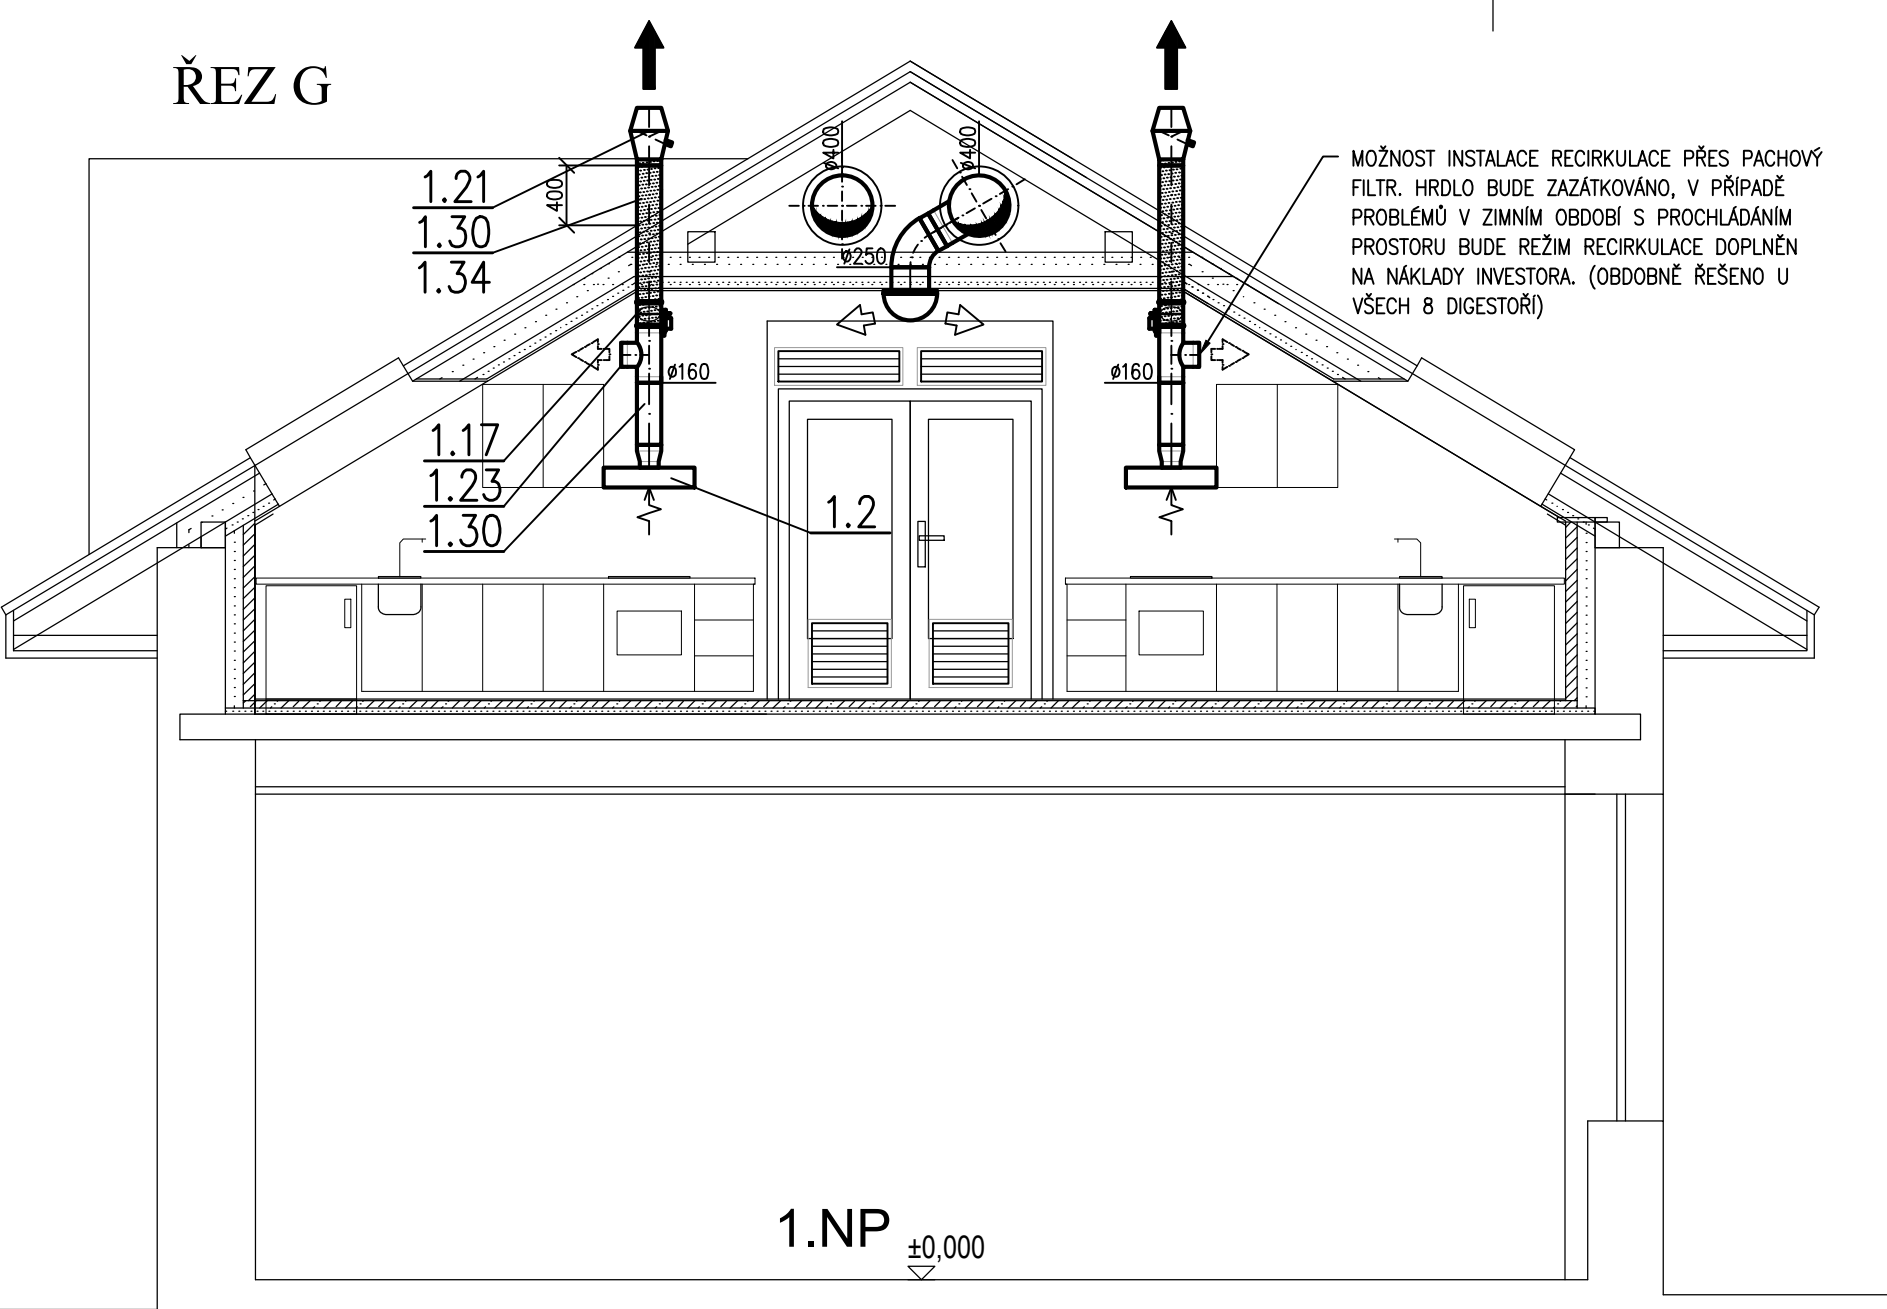 ŘEZ G
1.21
1.30
1.34
400
ø400
ø400
ø250
MOŽNOST INSTALACE RECIRKULACE PŘES PACHOVÝ
FILTR. HRDLO BUDE ZAZÁTKOVÁNO, V PŘÍPADĚ
PROBLÉMŮ V ZIMNÍM OBDOBÍ S PROCHLÁDÁNÍM
PROSTORU BUDE REŽIM RECIRKULACE DOPLNĚN
NA NÁKLADY INVESTORA. (OBDOBNĚ ŘEŠENO U
VŠECH 8 DIGESTOŘÍ)
ø160
ø160
1.17
1.23
1.30
1.2
1.NP
±0,000